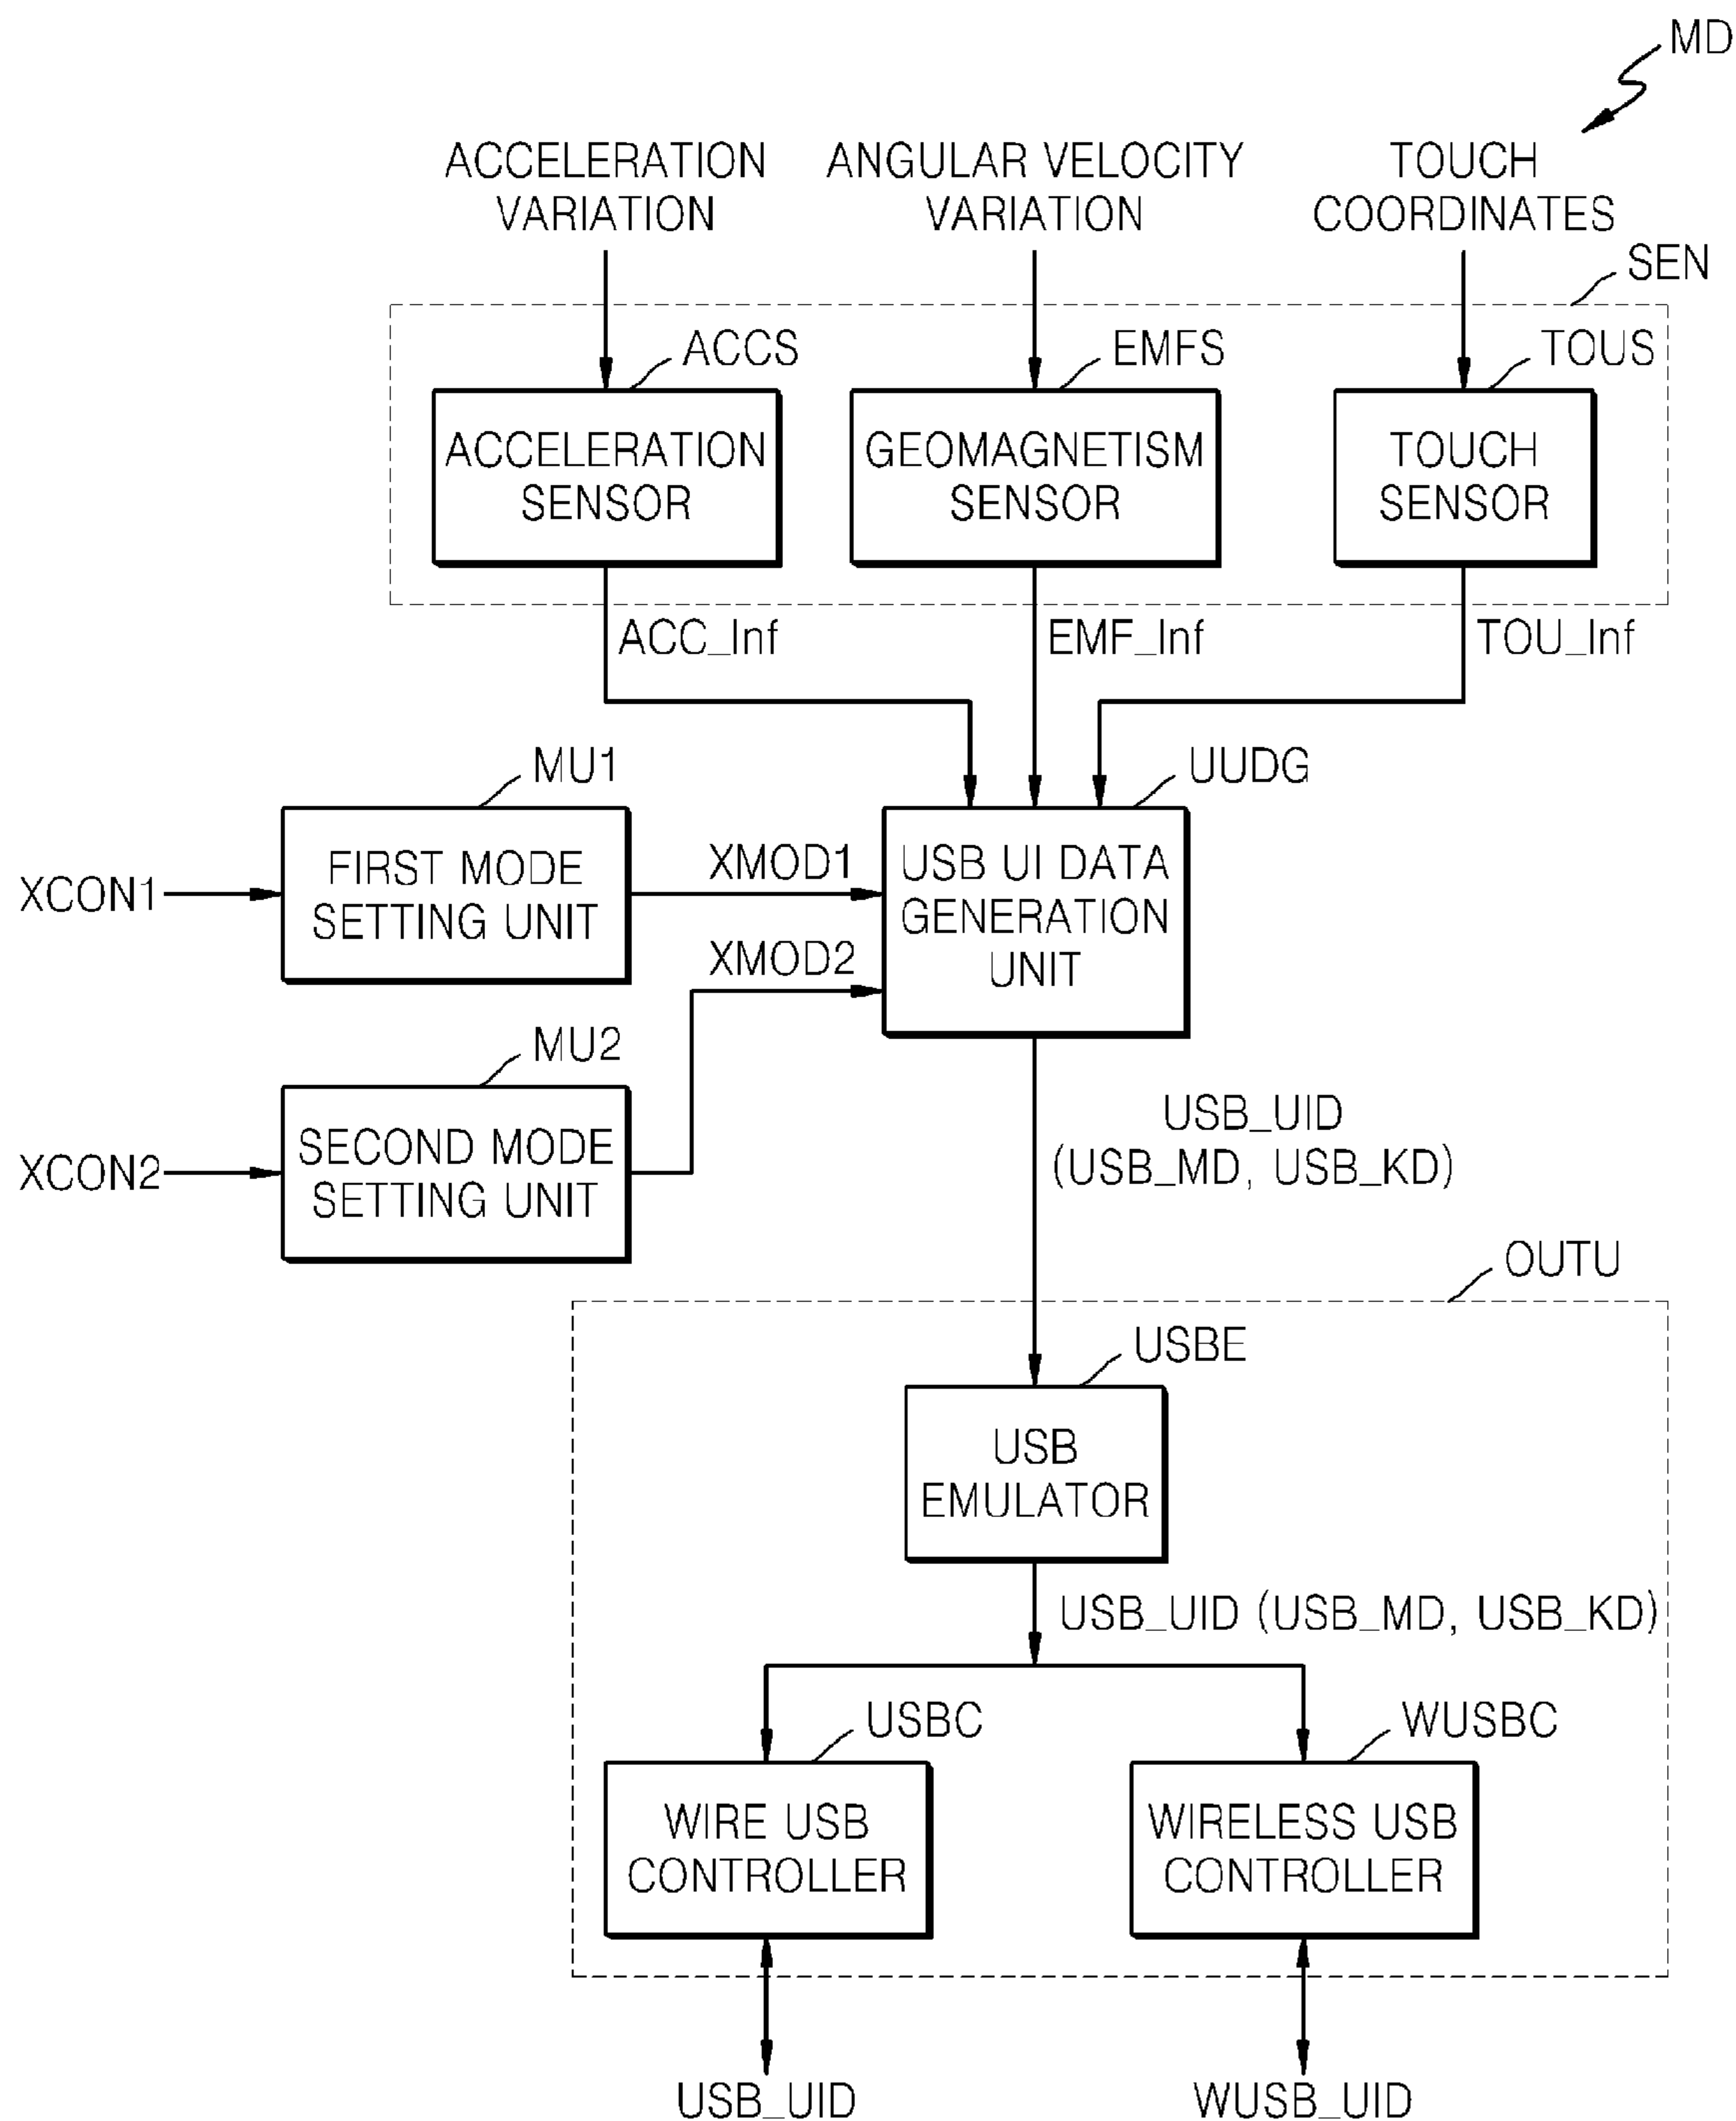 MD
ACCELERATION
VARIATION
ANGULAR VELOCITY
VARIATION
TOUCH
COORDINATES
SEN
ACCS
EMFS
TOUS
ACCELERATION
SENSOR
GEOMAGNETISM
SENSOR
TOUCH
SENSOR
ACC_Inf
EMF_Inf
TOU_Inf
MU1
UUDG
XCON1
FIRST MODE
SETTING UNIT
XMOD1
USB UI DATA
GENERATION
UNIT
XMOD2
MU2
XCON2
SECOND MODE
SETTING UNIT
USB_UID
(USB_MD, USB_KD)
OUTU
USBE
USB
EMULATOR
USB_UID (USB_MD, USB_KD)
USBC
WUSBC
WIRE USB
CONTROLLER
WIRELESS USB
CONTROLLER
USB_UID
WUSB_UID